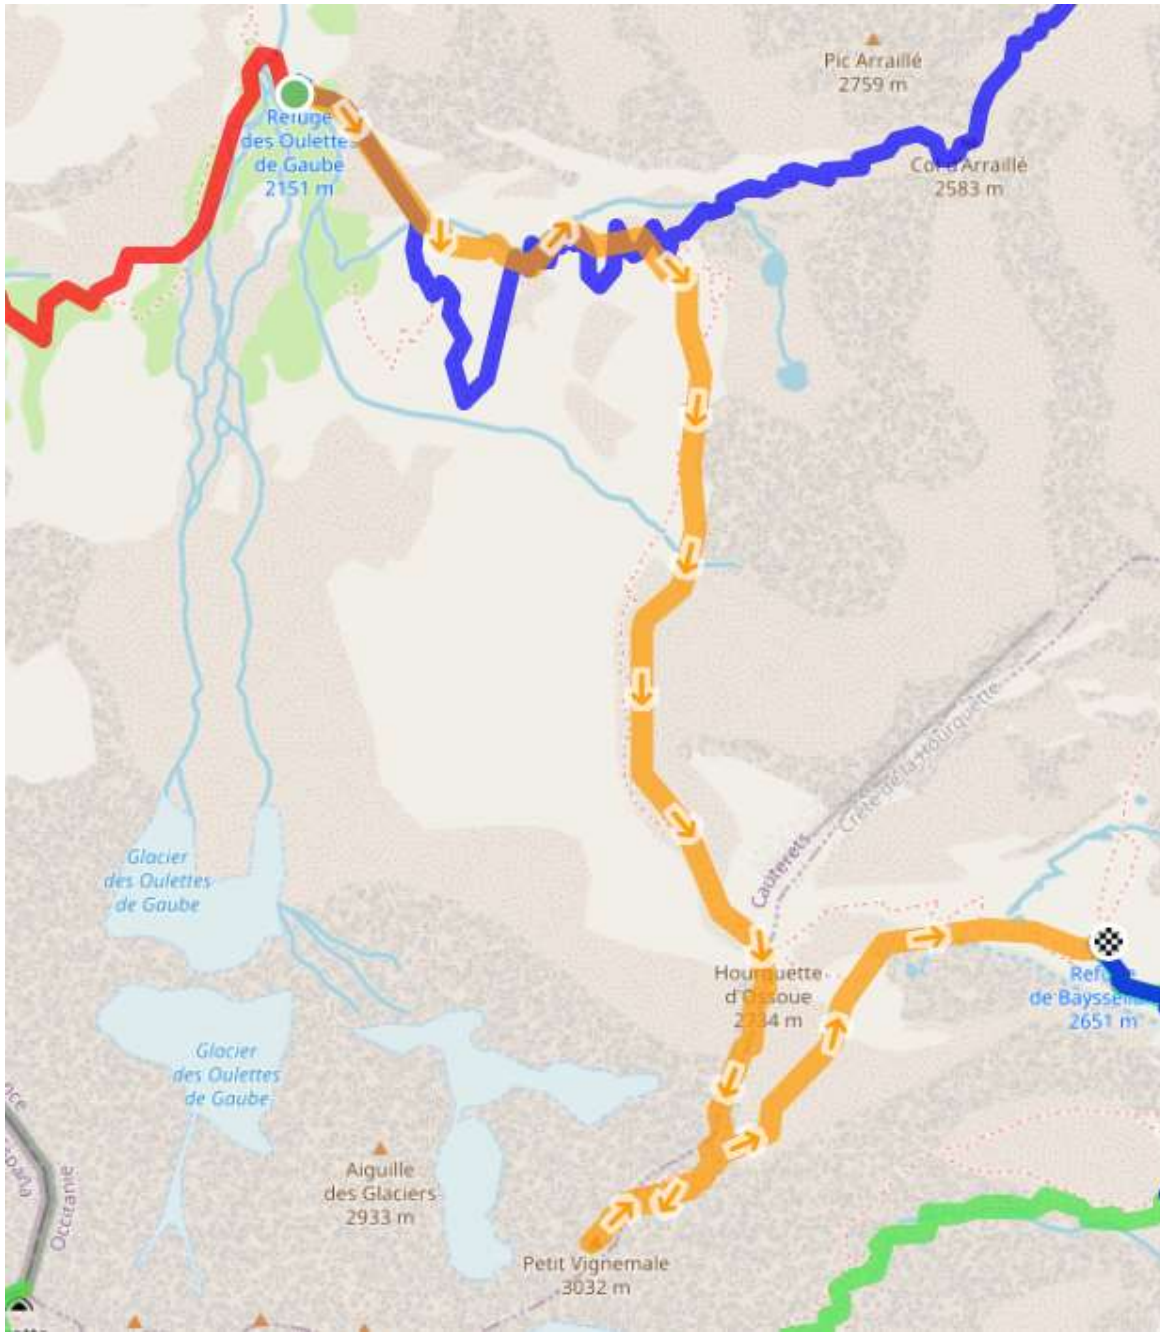 Pic Arraillé
2759 m
Refuge
des Oulettes
de Gaube
2151 m
Col d'Arraillé
2583 m
Crête de la Hourquette
Cauterets
Glacier
des Oulettes
de Gaube
Hourquette
d'Ossoue
2734 m
Refuge
2651 m
Glacier
des Oulettes
de Gaube
Aiguille
des Glaciers
2933 m
Occitanie
Petit Vignemale
3032 m